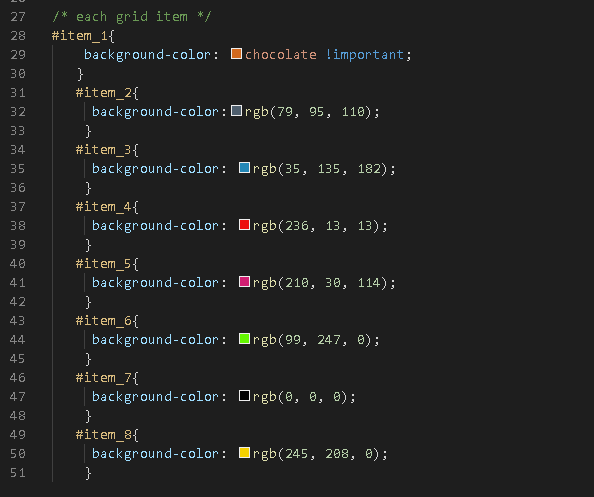 27 /* each grid item */
28 #item_1{
29 background-color: chocolate !important;
30 }
31 #item_2{
32 background-color:rgb(79, 95, 110);
33 }
34 #item_3{
35 background-color: rgb(35, 135, 182);
36 }
37 #item_4{
38 background-color: rgb(236, 13, 13);
39 }
40 #item_5{
41 background-color: rgb(210, 30, 114);
42 }
43 #item_6{
44 background-color: rgb(99, 247, 0);
45 }
46 #item_7{
47 background-color: rgb(0, 0, 0);
48 }
49 #item_8{
50 background-color: rgb(245, 208, 0);
51 }